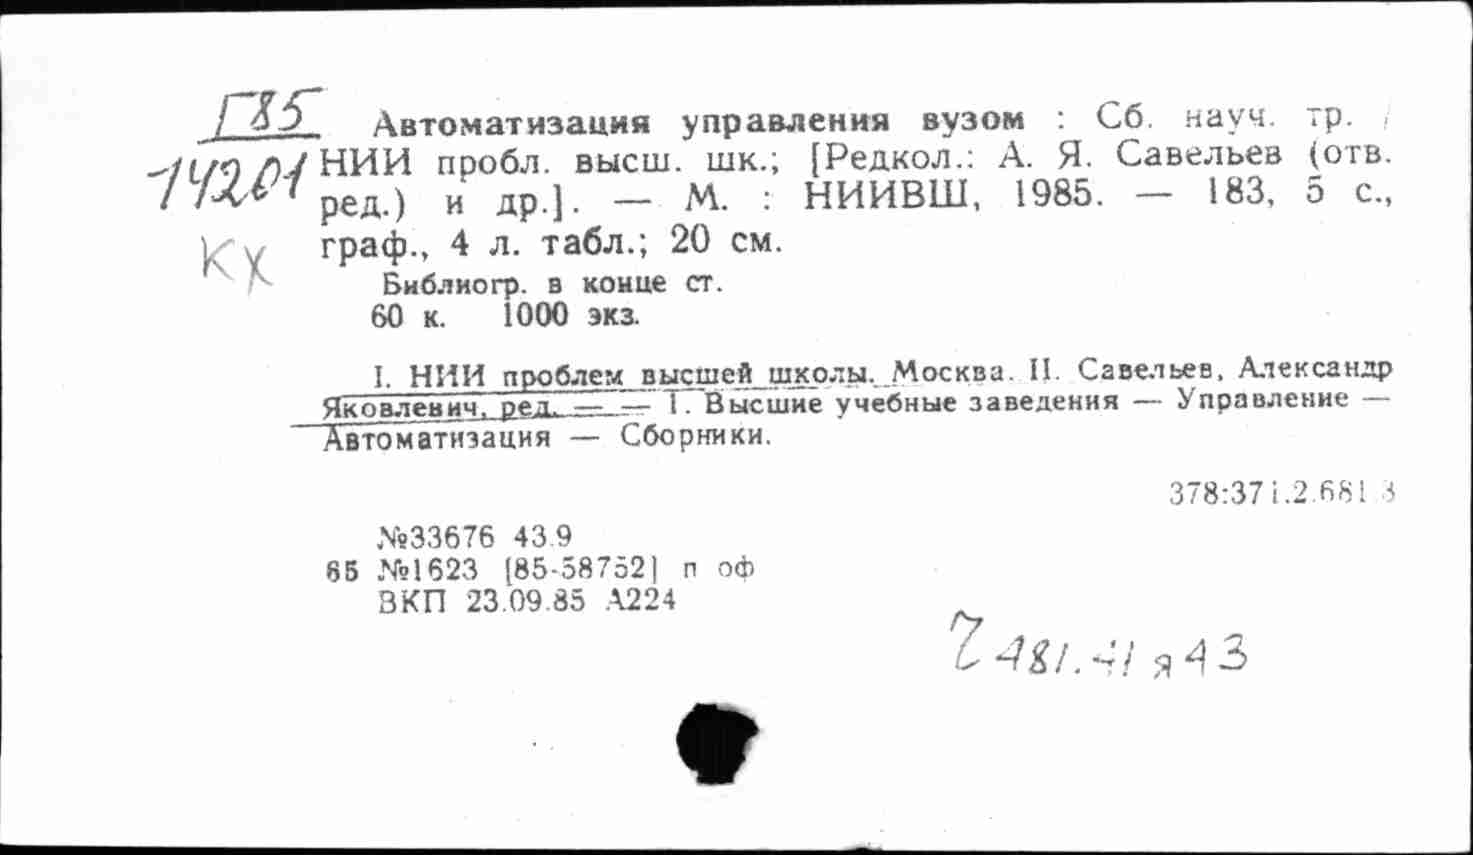 Г85
14201
кх
Автоматизация управления вузом : Сб. науч. тр. /
НИИ пробл. высш. шк.; [Редкол.: А. Я. Савельев (отв.
ред.) и др.]. — М. : НИИВШ, 1985. — 183, 5 с.,
граф., 4 л. табл.; 20 см.
Библиогр. в конце ст.
60 к. 1000 экз.
I. НИИ проблем высшей школы. Москва. II. Савельев, Александр
Яковлевич, ред. — — 1. Высшие учебные заведения — Управление —
Автоматизация — Сборники.
378:371.2.681.3
№33676 43.9
85 №1623 [85-58752] п оф
ВКП 23.09.85 А224
Ч481.41я43